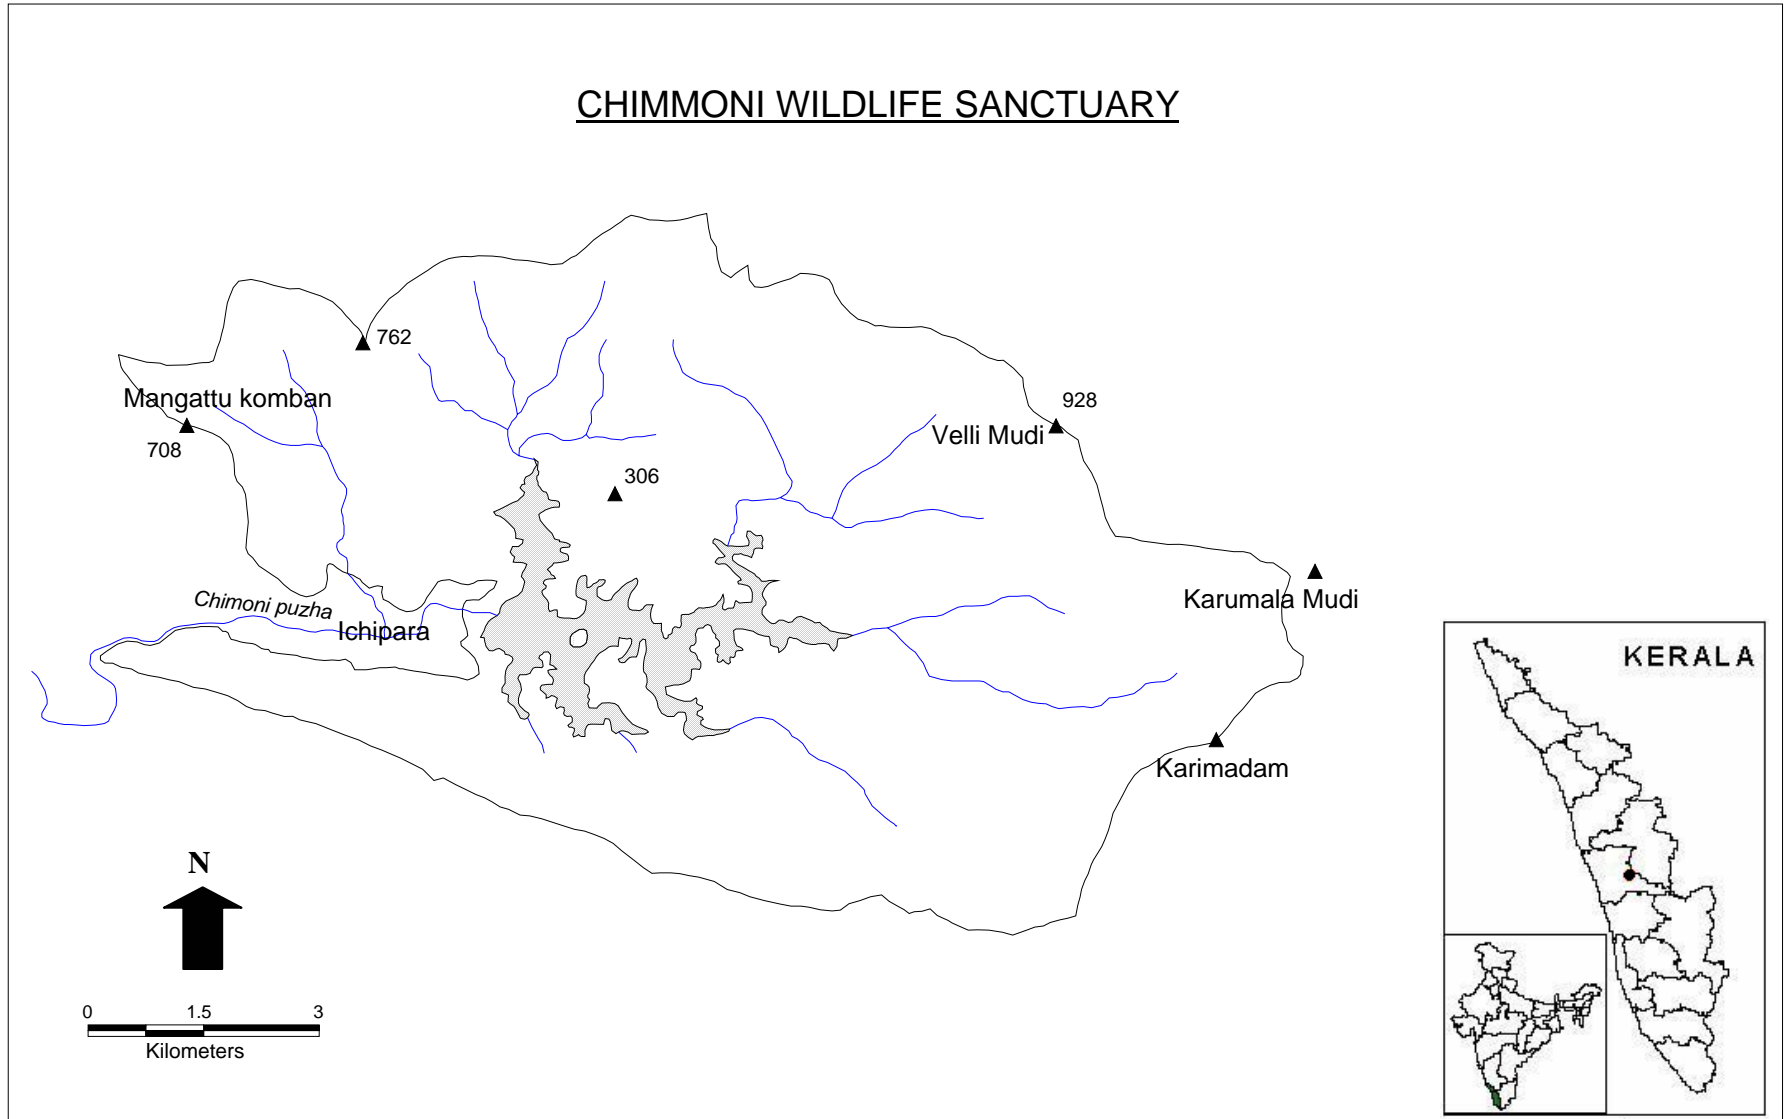 CHIMMONI WILDLIFE SANCTUARY
762
Mangattu komban
708
928
Velli Mudi
306
Karumala Mudi
Chimoni puzha
Ichipara
Karimadam
KERALA
N
0 1.5 3
Kilometers